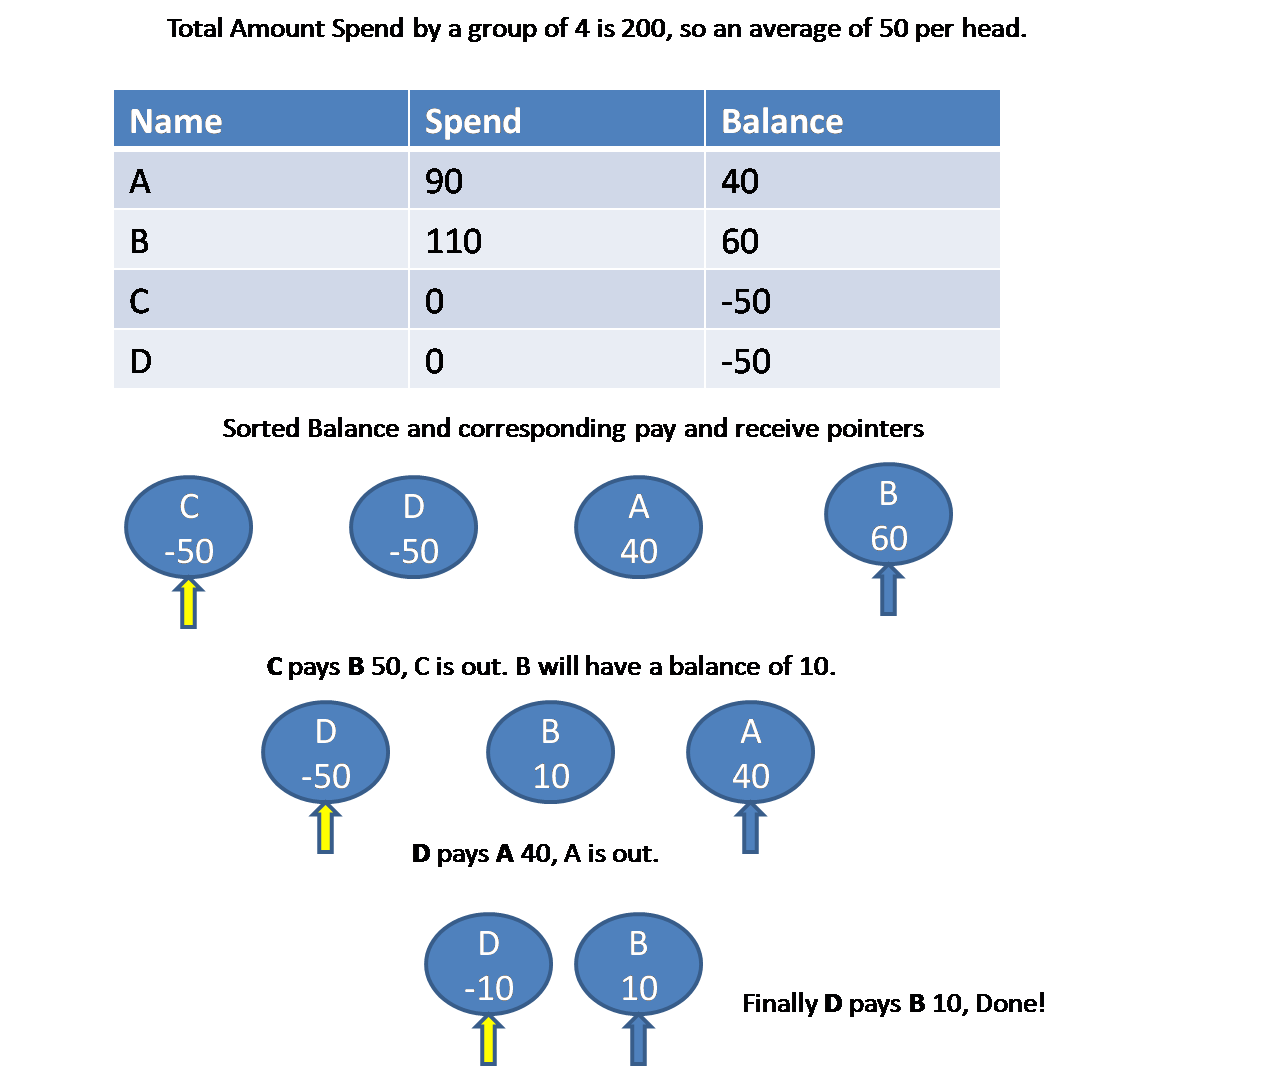 Total Amount Spend by a group of 4 is 200, so an average of 50 per head.
Name Spend Balance
A 90 40
B 110 60
C 0 -50
D 0 -50
Sorted Balance and corresponding pay and receive pointers
C D A B
-50 -50 40 60
C pays B 50, C is out. B will have a balance of 10.
D B A
-50 10 40
D pays A 40, A is out.
D B
-10 10
Finally D pays B 10, Done!